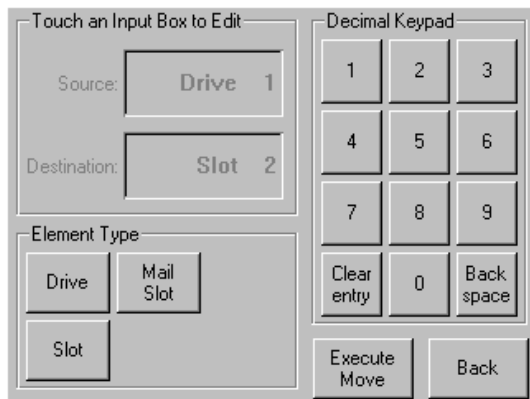 Touch an Input Box to Edit
Source: Drive 1
Destination: Slot 2
Element Type
Drive
Mail
Slot
Slot
Decimal Keypad
1 2 3
4 5 6
7 8 9
Clear
entry
0
Back
space
Execute
Move
Back